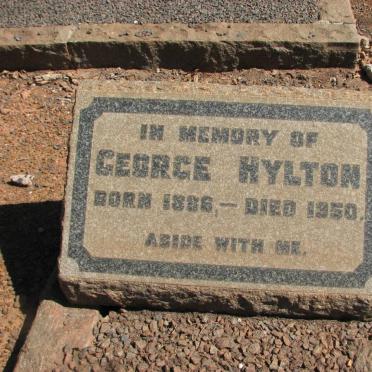 IN MEMORY OF
GEORGE HYLTON
BORN 1886,— DIED 1950.
ABIDE WITH ME.